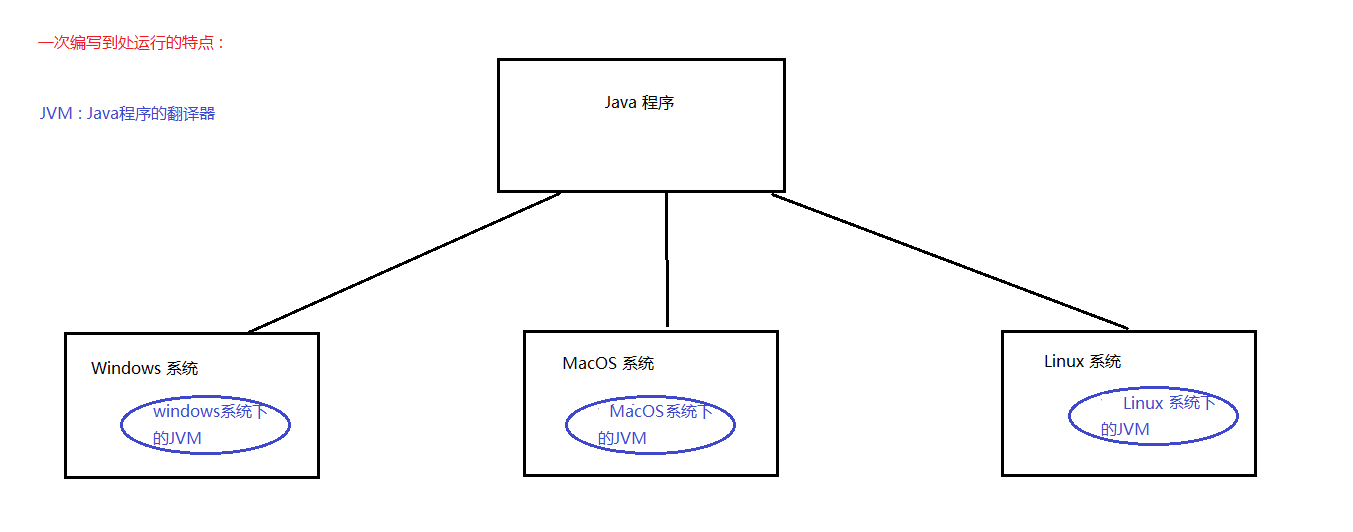 一次编写到处运行的特点：
JVM：Java程序的翻译器
Java 程序
Windows 系统
windows系统下
的JVM
MacOS 系统
MacOS系统下
的JVM
Linux 系统
Linux 系统下
的JVM